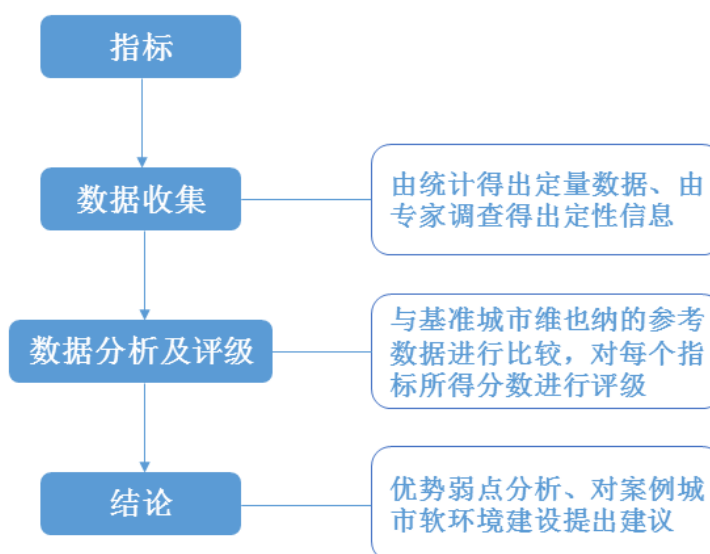 指标
数据收集
由统计得出定量数据、由
专家调查得出定性信息
数据分析及评级
与基准城市维也纳的参考
数据进行比较，对每个指
标所得分数进行评级
结论
优势弱点分析、对案例城
市软环境建设提出建议